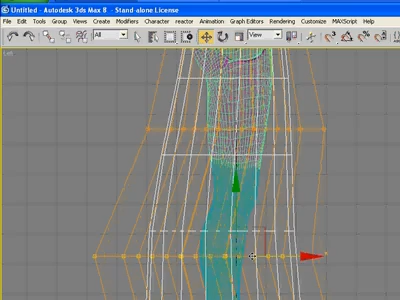 Untitled - Autodesk 3ds Max 8 - Stand-alone License
File Edit Tools Group Views Create Modifiers Character reactor Animation Graph Editors Rendering Customize MAXScript Help
All View
Left